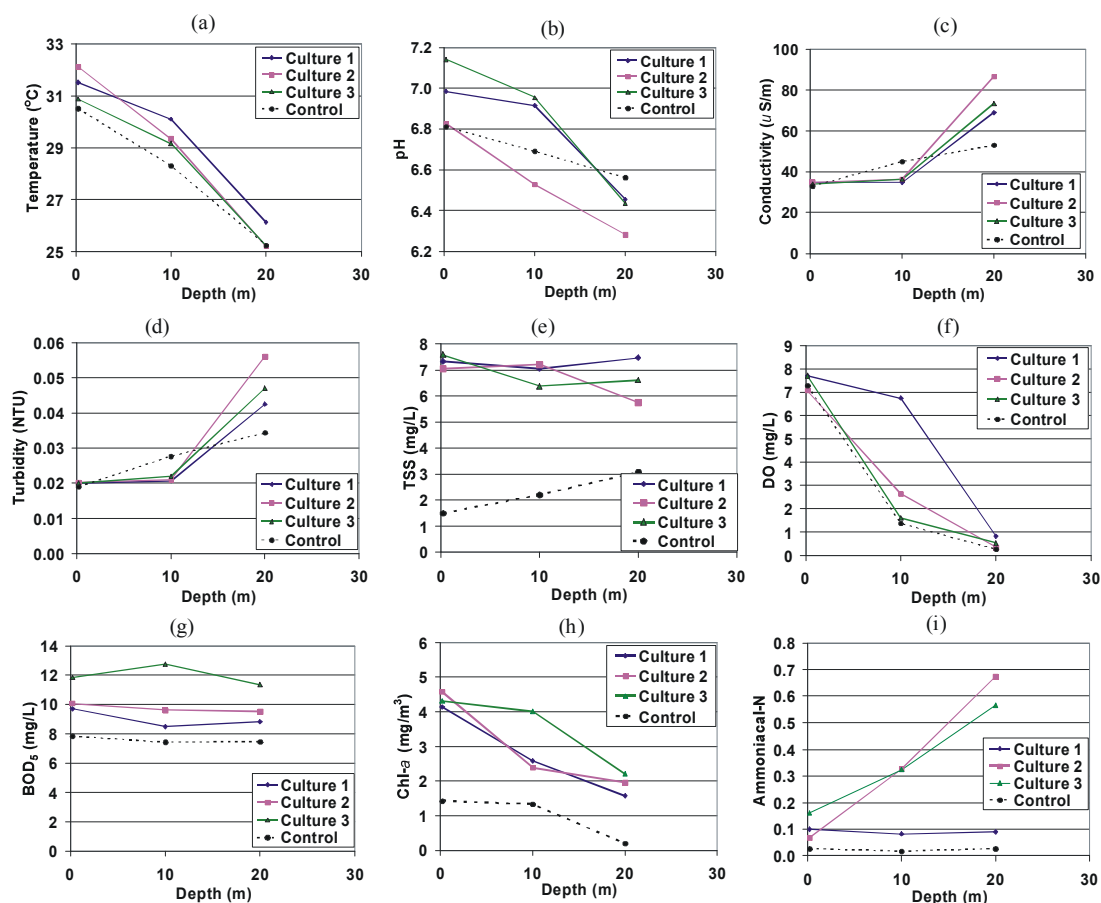 (a)
33
31
29
27
25
Temperature (°C)
0
10
20
30
Depth (m)
Culture 1
Culture 2
Culture 3
Control
(b)
7.2
7.0
6.8
6.6
6.4
6.2
pH
0
10
20
30
Depth (m)
Culture 1
Culture 2
Culture 3
Control
(c)
100
80
60
40
20
0
Conductivity (uS/m)
0
10
20
30
Depth (m)
Culture 1
Culture 2
Culture 3
Control
(d)
0.06
0.05
0.04
0.03
0.02
0.01
0.00
Turbidity (NTU)
0
10
20
30
Depth (m)
Culture 1
Culture 2
Culture 3
Control
(e)
8
7
6
5
4
3
2
1
0
TSS (mg/L)
0
10
20
30
Depth (m)
Culture 1
Culture 2
Culture 3
Control
(f)
9
8
7
6
5
4
3
2
1
0
DO (mg/L)
0
10
20
30
Depth (m)
Culture 1
Culture 2
Culture 3
Control
(g)
14
12
10
8
6
4
2
0
BOD₅ (mg/L)
0
10
20
30
Depth (m)
Culture 1
Culture 2
Culture 3
Control
(h)
6
5
4
3
2
1
0
Chl-a (mg/m³)
0
10
20
30
Depth (m)
Culture 1
Culture 2
Culture 3
Control
(i)
0.8
0.7
0.6
0.5
0.4
0.3
0.2
0.1
0.0
Ammoniacal-N
0
10
20
30
Depth (m)
Culture 1
Culture 2
Culture 3
Control